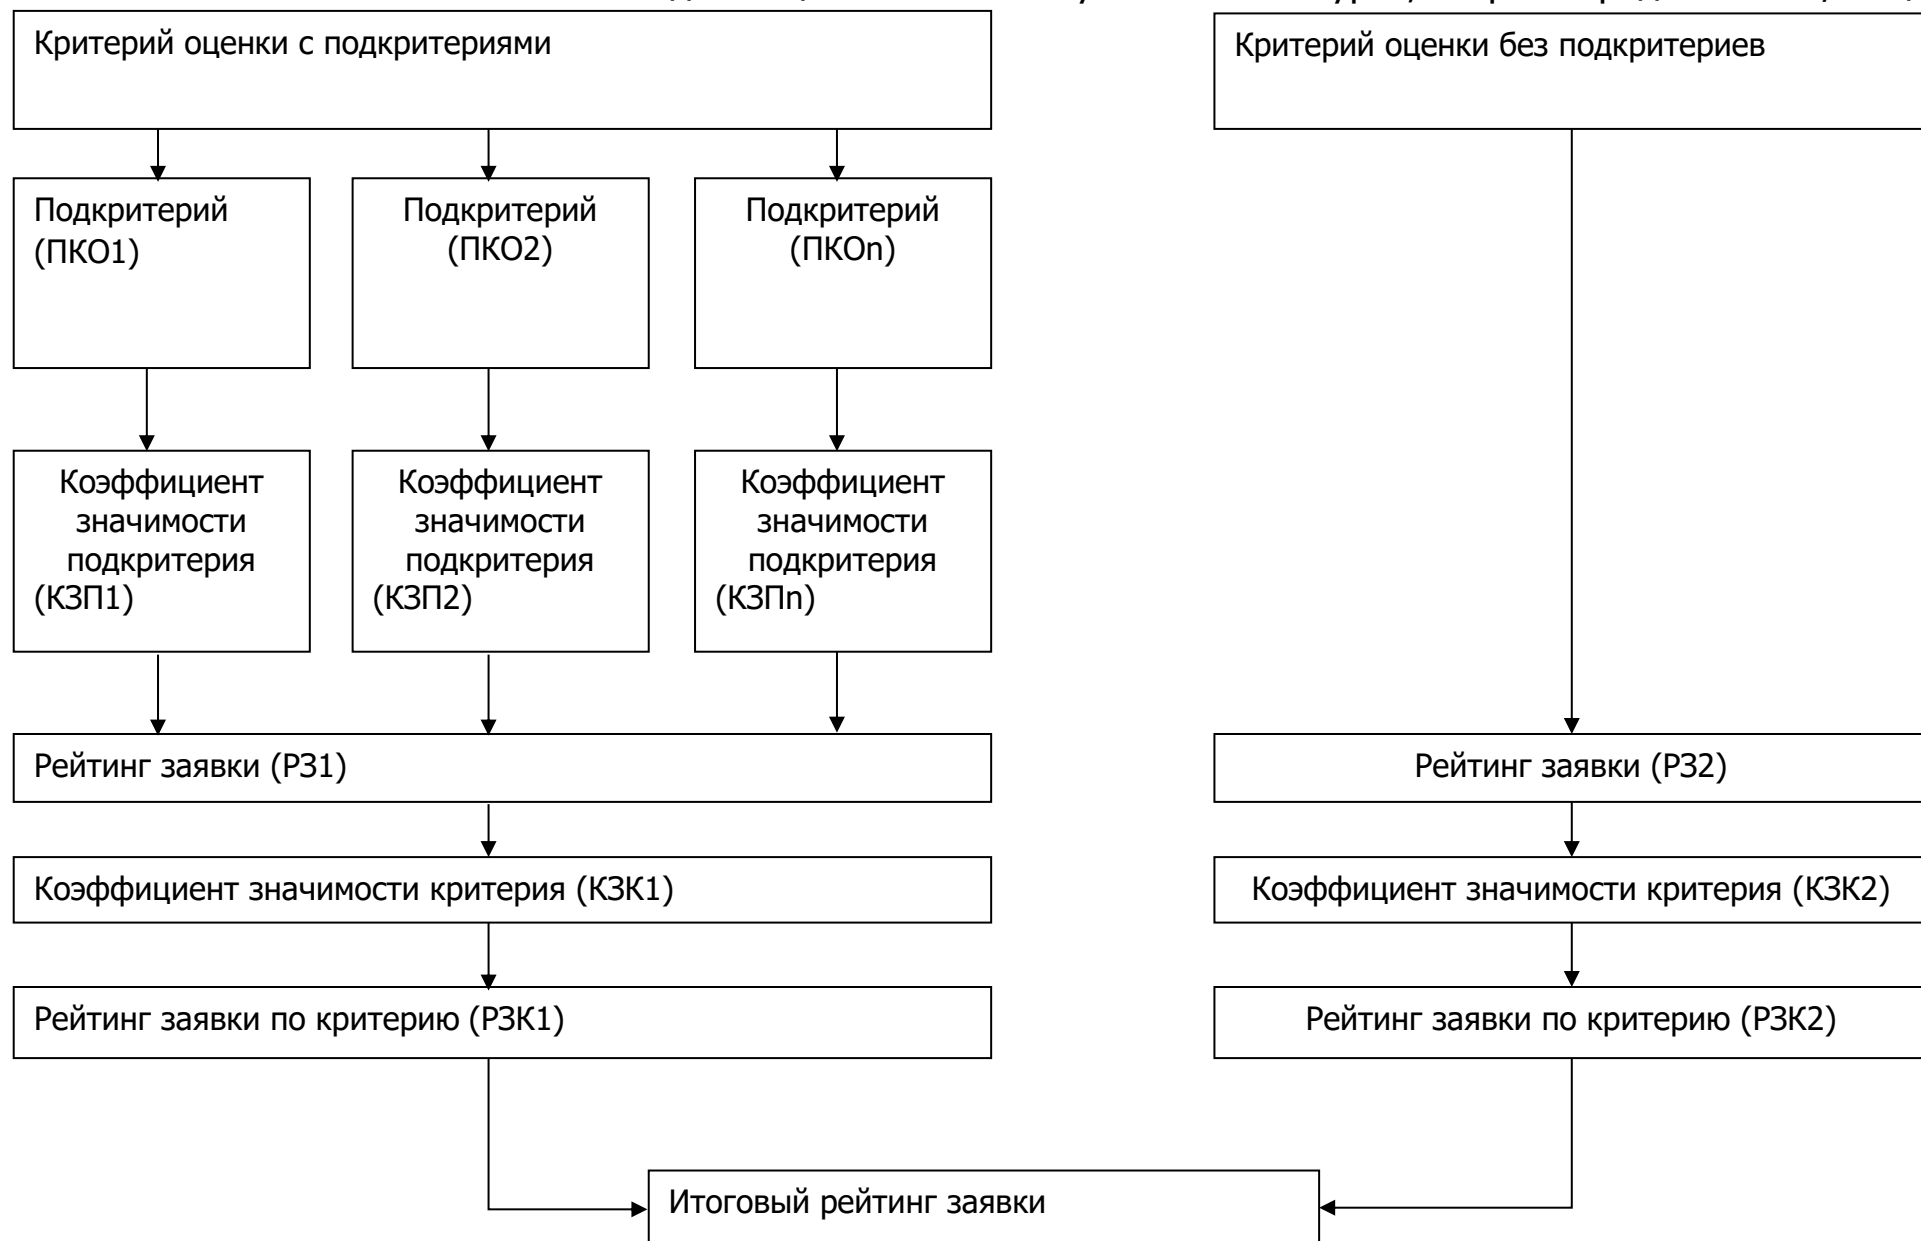 Критерий оценки с подкритериями
Критерий оценки без подкритериев
Подкритерий
(ПКО1)
Подкритерий
(ПКО2)
Подкритерий
(ПКОn)
Коэффициент
значимости
подкритерия
(КЗП1)
Коэффициент
значимости
подкритерия
(КЗП2)
Коэффициент
значимости
подкритерия
(КЗПn)
Рейтинг заявки (РЗ1)
Рейтинг заявки (РЗ2)
Коэффициент значимости критерия (КЗК1)
Коэффициент значимости критерия (КЗК2)
Рейтинг заявки по критерию (РЗК1)
Рейтинг заявки по критерию (РЗК2)
Итоговый рейтинг заявки